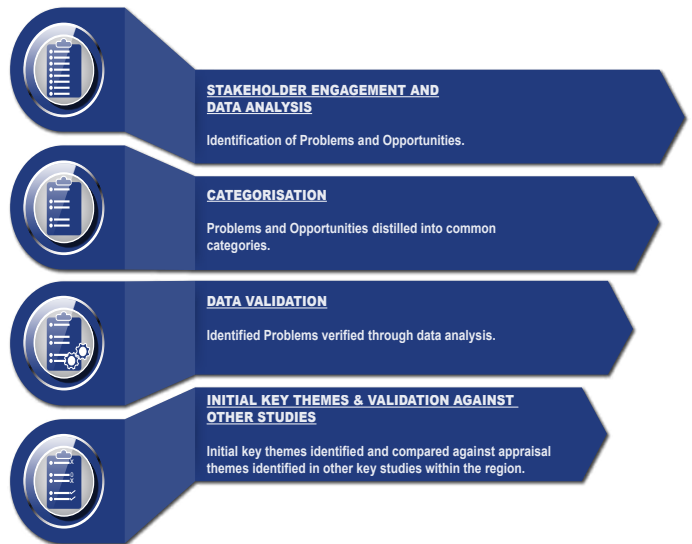 STAKEHOLDER ENGAGEMENT AND
DATA ANALYSIS
Identification of Problems and Opportunities.
CATEGORISATION
Problems and Opportunities distilled into common
categories.
DATA VALIDATION
Identified Problems verified through data analysis.
INITIAL KEY THEMES & VALIDATION AGAINST
OTHER STUDIES
Initial key themes identified and compared against appraisal
themes identified in other key studies within the region.